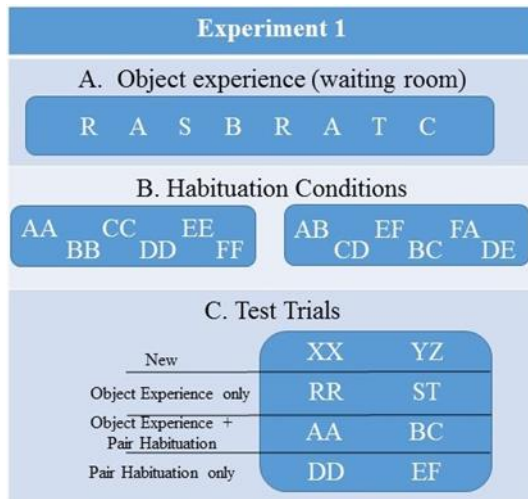 Experiment 1
A. Object experience (waiting room)
R A S B R A T C
B. Habituation Conditions
AA CC EE
BB DD FF
AB EF FA
CD BC DE
C. Test Trials
New XX YZ
Object Experience only RR ST
Object Experience +
Pair Habituation AA BC
Pair Habituation only DD EF